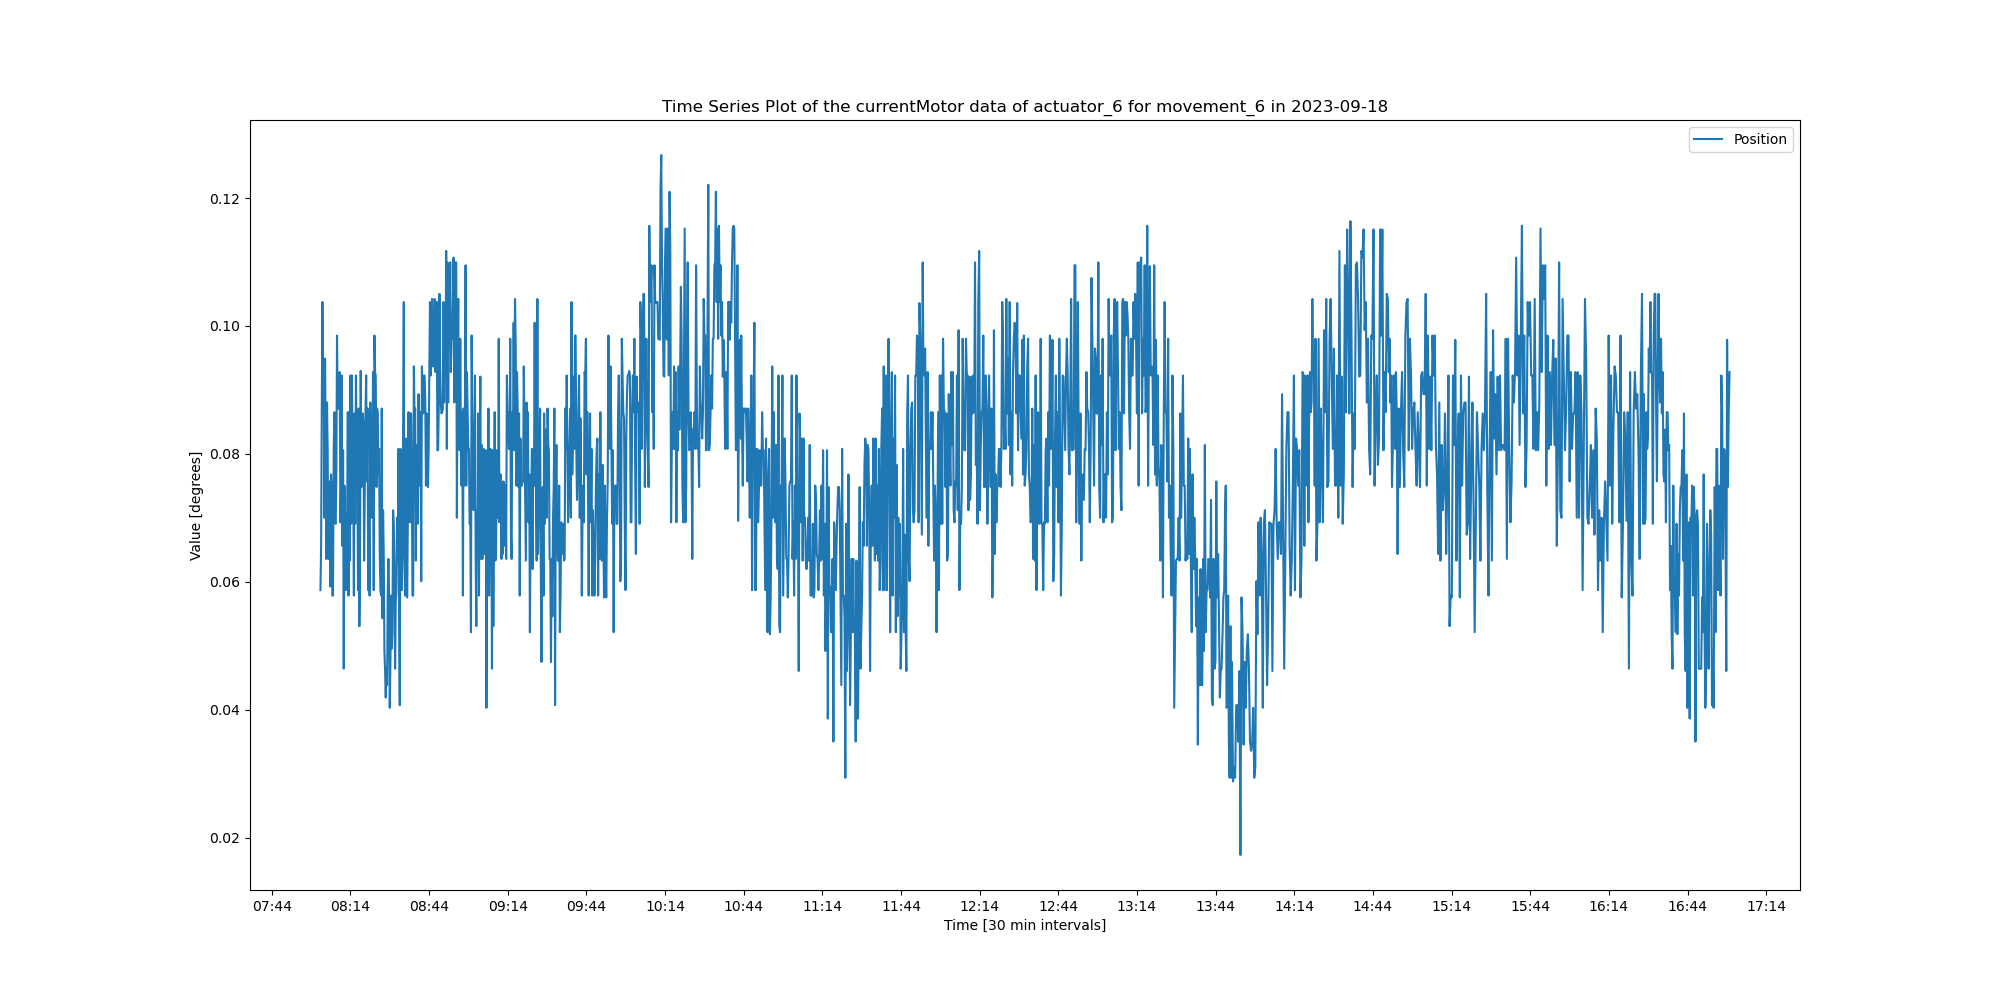 Time Series Plot of the currentMotor data of actuator_6 for movement_6 in 2023-09-18
Position
0.12
0.10
0.08
0.06
0.04
0.02
Value [degrees]
07:44 08:14 08:44 09:14 09:44 10:14 10:44 11:14 11:44 12:14 12:44 13:14 13:44 14:14 14:44 15:14 15:44 16:14 16:44 17:14
Time [30 min intervals]